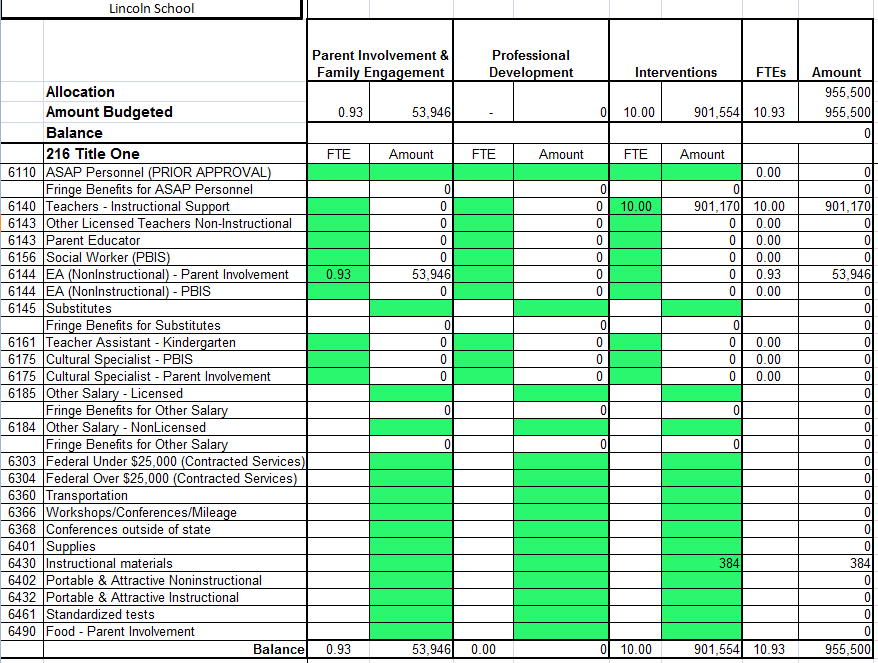 Lincoln School
Parent Involvement & Professional
Family Engagement Development Interventions FTEs Amount
Allocation 955,500
Amount Budgeted 0.93 53,946 - 0 10.00 901,554 10.93 955,500
Balance 0
216 Title One FTE Amount FTE Amount FTE Amount
6110 ASAP Personnel (PRIOR APPROVAL) 0.00 0
Fringe Benefits for ASAP Personnel 0 0 0 0
6140 Teachers - Instructional Support 0 0 10.00 901,170 10.00 901,170
6143 Other Licensed Teachers Non-Instructional 0 0 0 0.00 0
6143 Parent Educator 0 0 0 0.00 0
6156 Social Worker (PBIS) 0 0 0 0.00 0
6144 EA (NonInstructional) - Parent Involvement 0.93 53,946 0 0 0.93 53,946
6144 EA (NonInstructional) - PBIS 0 0 0 0.00 0
6145 Substitutes 0
Fringe Benefits for Substitutes 0 0 0 0
6161 Teacher Assistant - Kindergarten 0 0 0 0.00 0
6175 Cultural Specialist - PBIS 0 0 0 0.00 0
6175 Cultural Specialist - Parent Involvement 0 0 0 0.00 0
6185 Other Salary - Licensed 0
Fringe Benefits for Other Salary 0 0 0 0
6184 Other Salary - NonLicensed 0
Fringe Benefits for Other Salary 0 0 0 0
6303 Federal Under $25,000 (Contracted Services) 0
6304 Federal Over $25,000 (Contracted Services) 0
6360 Transportation 0
6366 Workshops/Conferences/Mileage 0
6368 Conferences outside of state 0
6401 Supplies 0
6430 Instructional materials 384 384
6402 Portable & Attractive Noninstructional 0
6432 Portable & Attractive Instructional 0
6461 Standardized tests 0
6490 Food - Parent Involvement 0
Balance 0.93 53,946 0.00 0 10.00 901,554 10.93 955,500